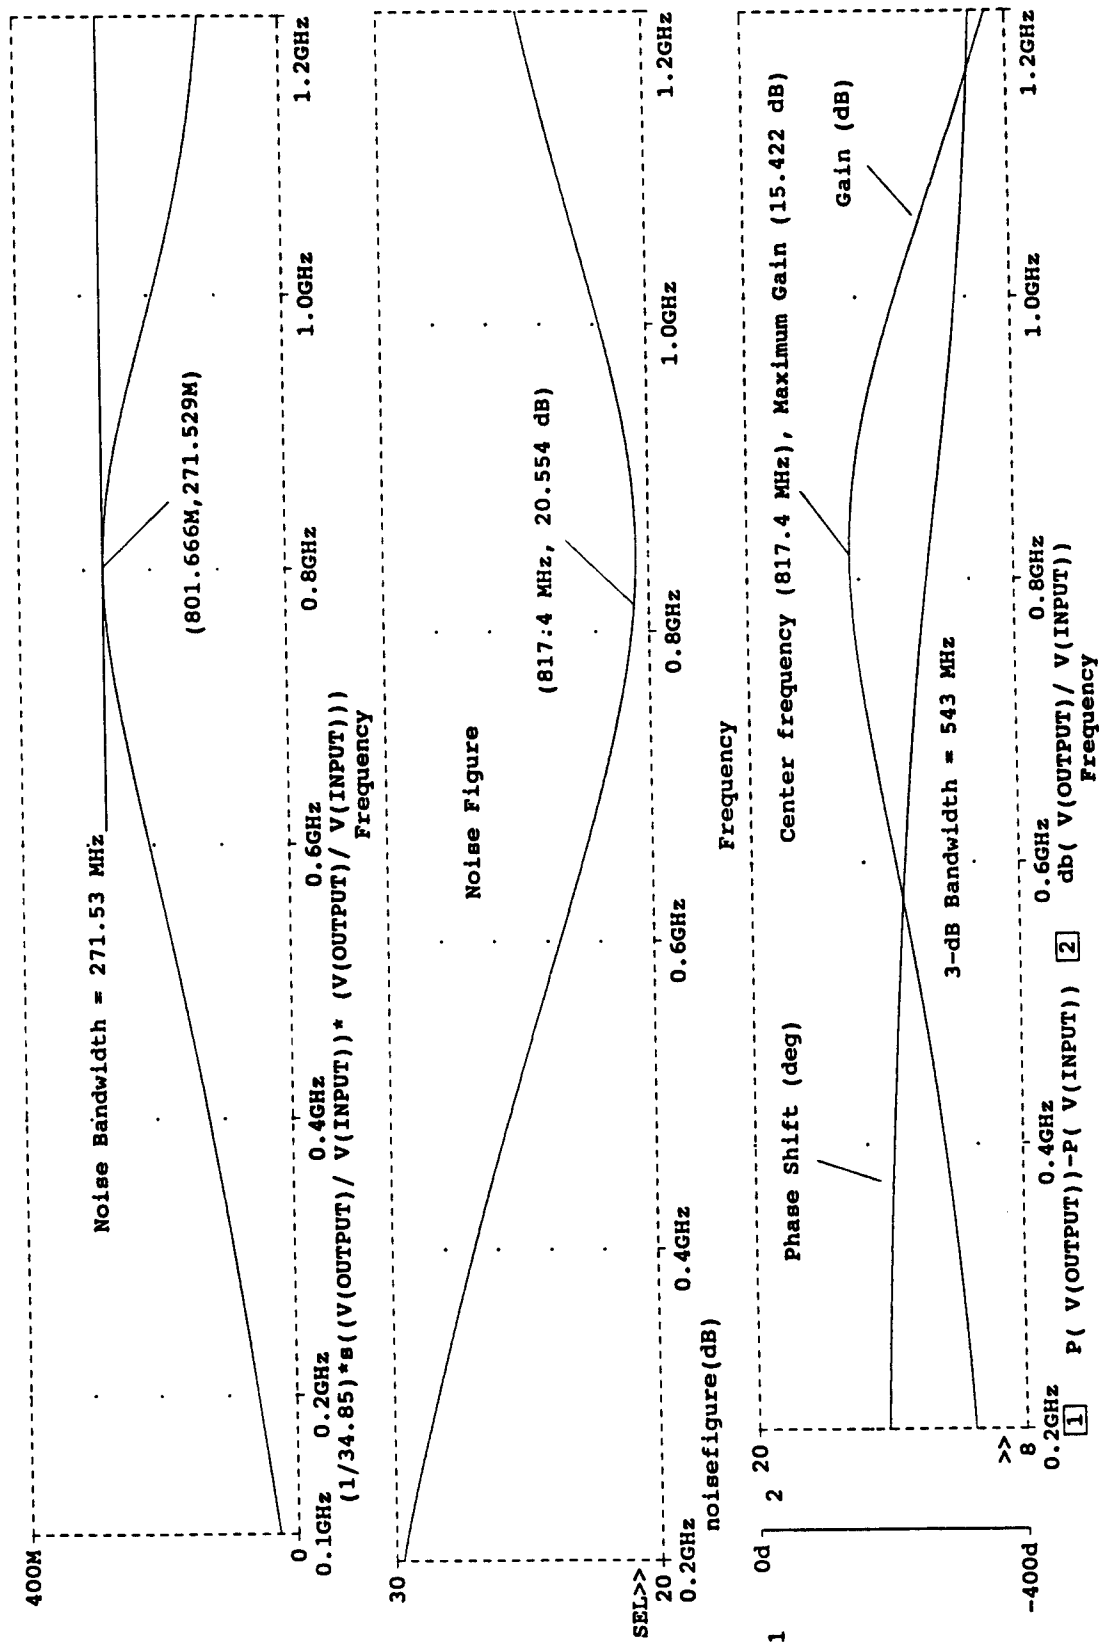 400M
Noise Bandwidth = 271.53 MHz
(801.666M,271.529M)
0
0.1GHz
0.2GHz
0.4GHz
0.6GHz
0.8GHz
1.0GHz
1.2GHz
(1/34.85)*s((V(OUTPUT)/ V(INPUT))* (V(OUTPUT)/ V(INPUT)))
Frequency
30
Noise Figure
(817.4 MHz, 20.554 dB)
SEL>>
20
0.2GHz
0.4GHz
0.6GHz
0.8GHz
1.0GHz
1.2GHz
noisefigure(dB)
Frequency
1 0d
2 20
Center frequency (817.4 MHz), Maximum Gain (15.422 dB)
Phase Shift (deg)
Gain (dB)
3-dB Bandwidth = 543 MHz
-400d
>>
8
0.2GHz
0.4GHz
0.6GHz
0.8GHz
1.0GHz
1.2GHz
1 P( V(OUTPUT))-P( V(INPUT)) 2 db( V(OUTPUT)/ V(INPUT))
Frequency